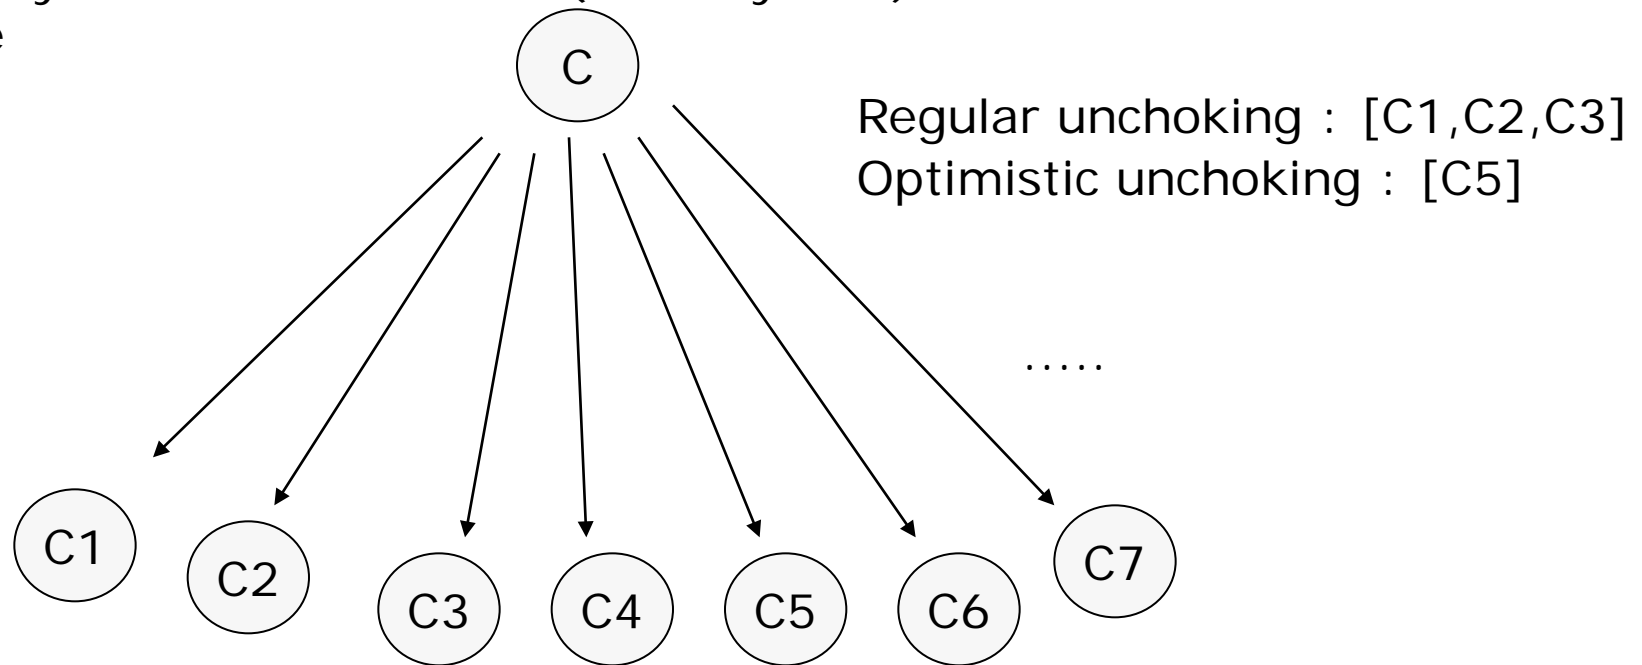 C
Regular unchoking : [C1,C2,C3]
Optimistic unchoking : [C5]
.....
C1
C2
C3
C4
C5
C6
C7